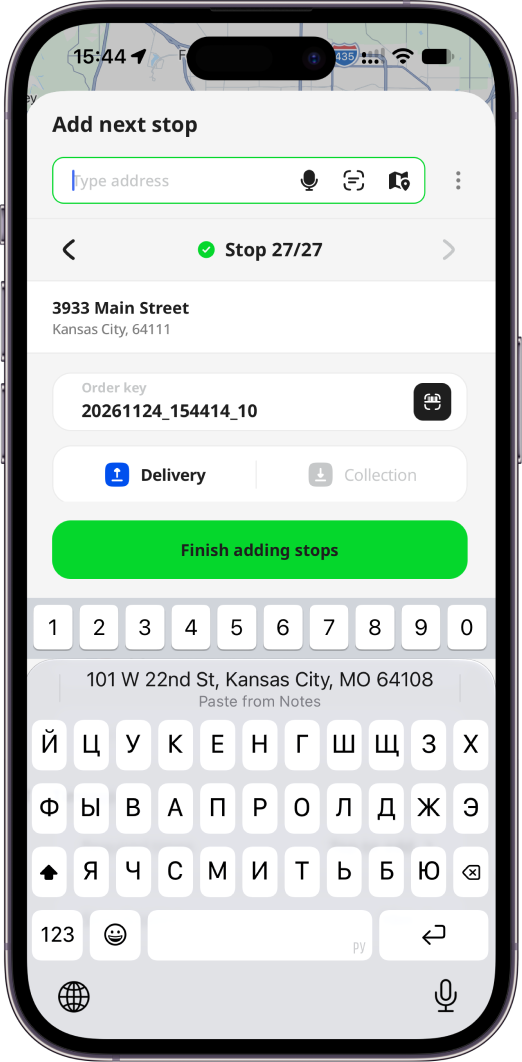 15:44
F
435
ey
Add next stop
Type address
Stop 27/27
3933 Main Street
Kansas City, 64111
Order key
20261124_154414_10
Delivery
Collection
Finish adding stops
1 2 3 4 5 6 7 8 9 0
101 W 22nd St, Kansas City, MO 64108
Paste from Notes
Й Ц У К Е Н Г Ш Щ З Х
Ф Ы В А П Р О Л Д Ж Э
Я Ч С М И Т Ь Б Ю
123
РУ